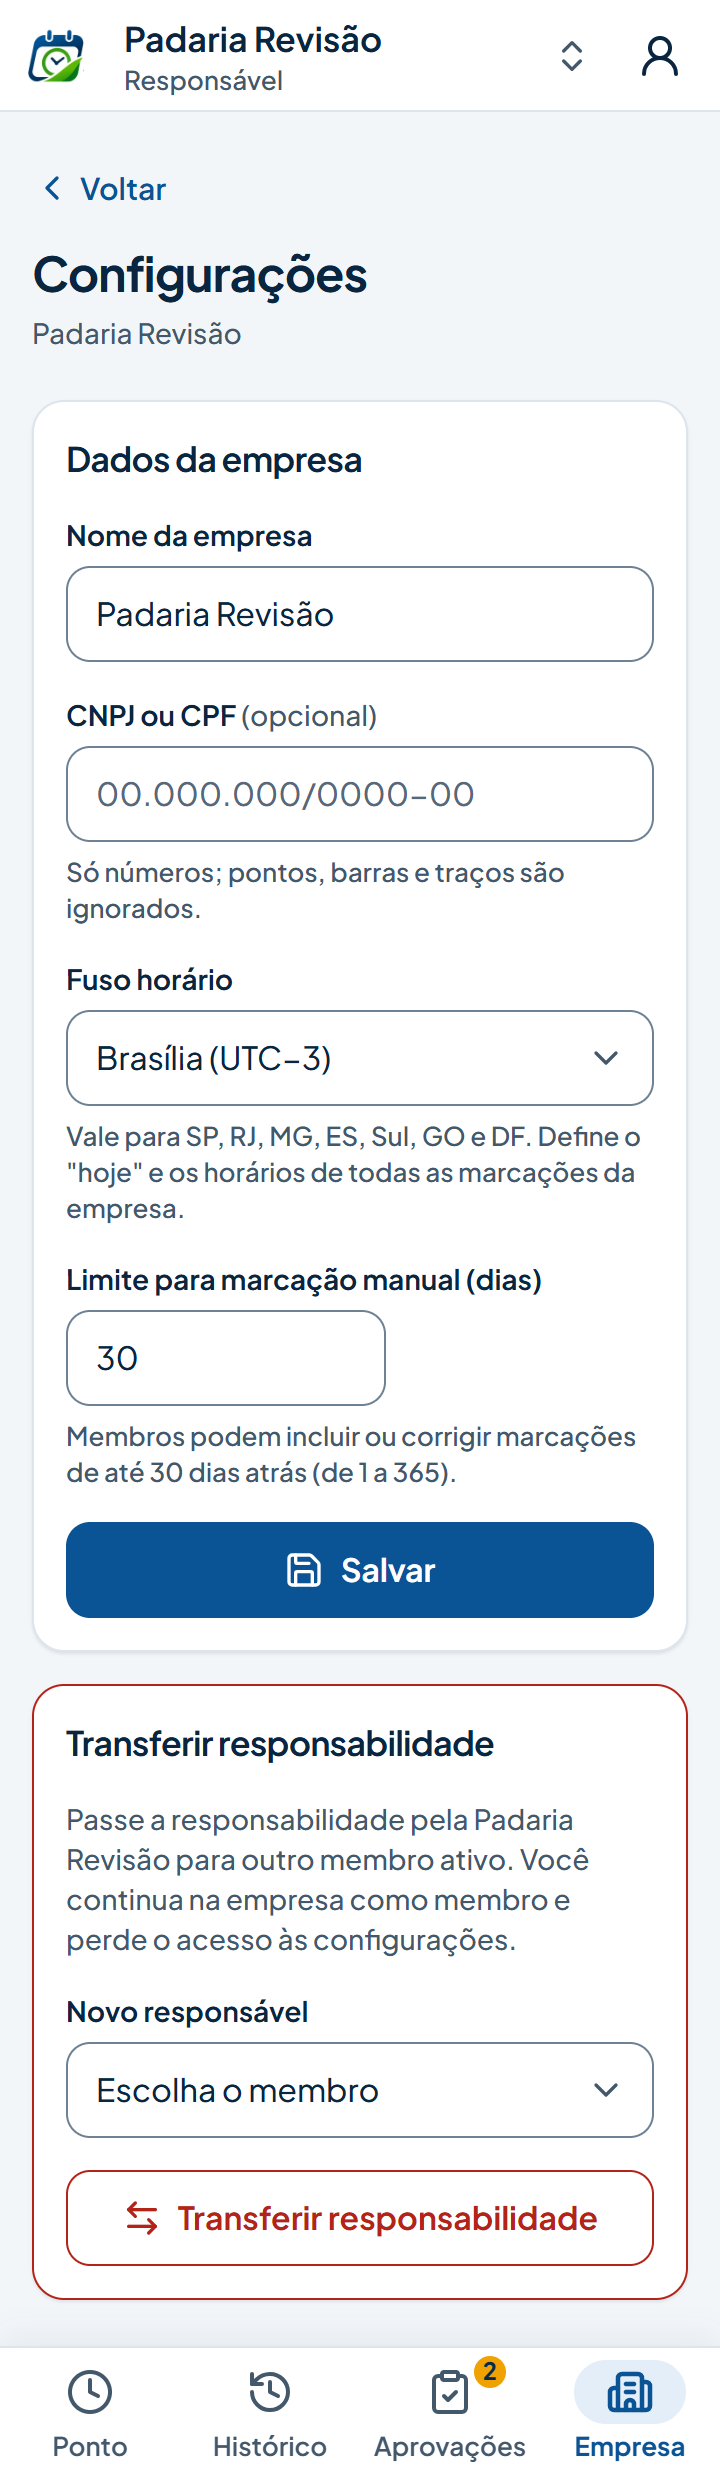 Padaria Revisão
Responsável
Voltar
Configurações
Padaria Revisão
Dados da empresa
Nome da empresa
Padaria Revisão
CNPJ ou CPF (opcional)
00.000.000/0000-00
Só números; pontos, barras e traços são
ignorados.
Fuso horário
Brasília (UTC−3)
Vale para SP, RJ, MG, ES, Sul, GO e DF. Define o
"hoje" e os horários de todas as marcações da
empresa.
Limite para marcação manual (dias)
30
Membros podem incluir ou corrigir marcações
de até 30 dias atrás (de 1 a 365).
Salvar
Transferir responsabilidade
Passe a responsabilidade pela Padaria
Revisão para outro membro ativo. Você
continua na empresa como membro e
perde o acesso às configurações.
Novo responsável
Escolha o membro
Transferir responsabilidade
2
Ponto
Histórico
Aprovações
Empresa